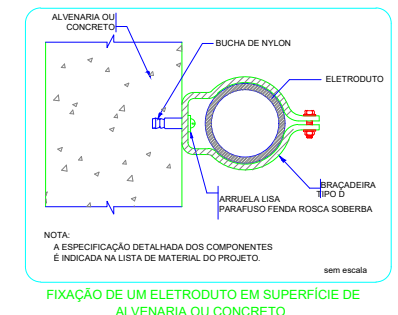 ALVENARIA OU
CONCRETO
BUCHA DE NYLON
ELETRODUTO
BRAÇADEIRA
TIPO D
ARRUELA LISA
PARAFUSO FENDA ROSCA SOBERBA
NOTA:
A ESPECIFICAÇÃO DETALHADA DOS COMPONENTES
É INDICADA NA LISTA DE MATERIAL DO PROJETO.
sem escala
FIXAÇÃO DE UM ELETRODUTO EM SUPERFÍCIE DE
ALVENARIA OU CONCRETO